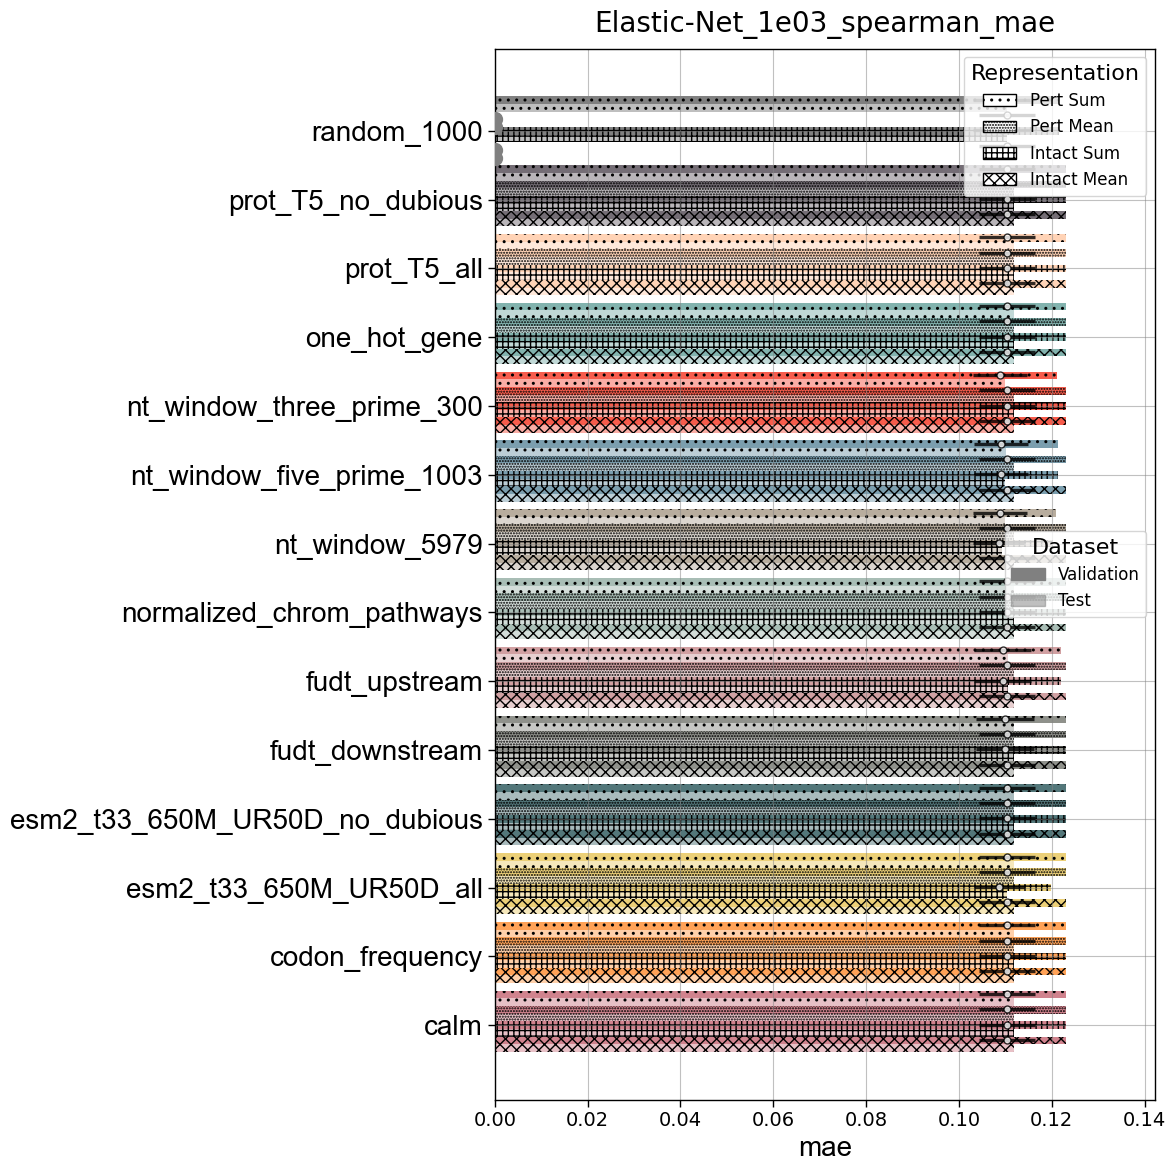 Elastic-Net_1e03_spearman_mae
Representation
Pert Sum
Pert Mean
Intact Sum
Intact Mean
random_1000
prot_T5_no_dubious
prot_T5_all
one_hot_gene
nt_window_three_prime_300
nt_window_five_prime_1003
nt_window_5979
Dataset
Validation
Test
normalized_chrom_pathways
fudt_upstream
fudt_downstream
esm2_t33_650M_UR50D_no_dubious
esm2_t33_650M_UR50D_all
codon_frequency
calm
0.00 0.02 0.04 0.06 0.08 0.10 0.12 0.14
mae